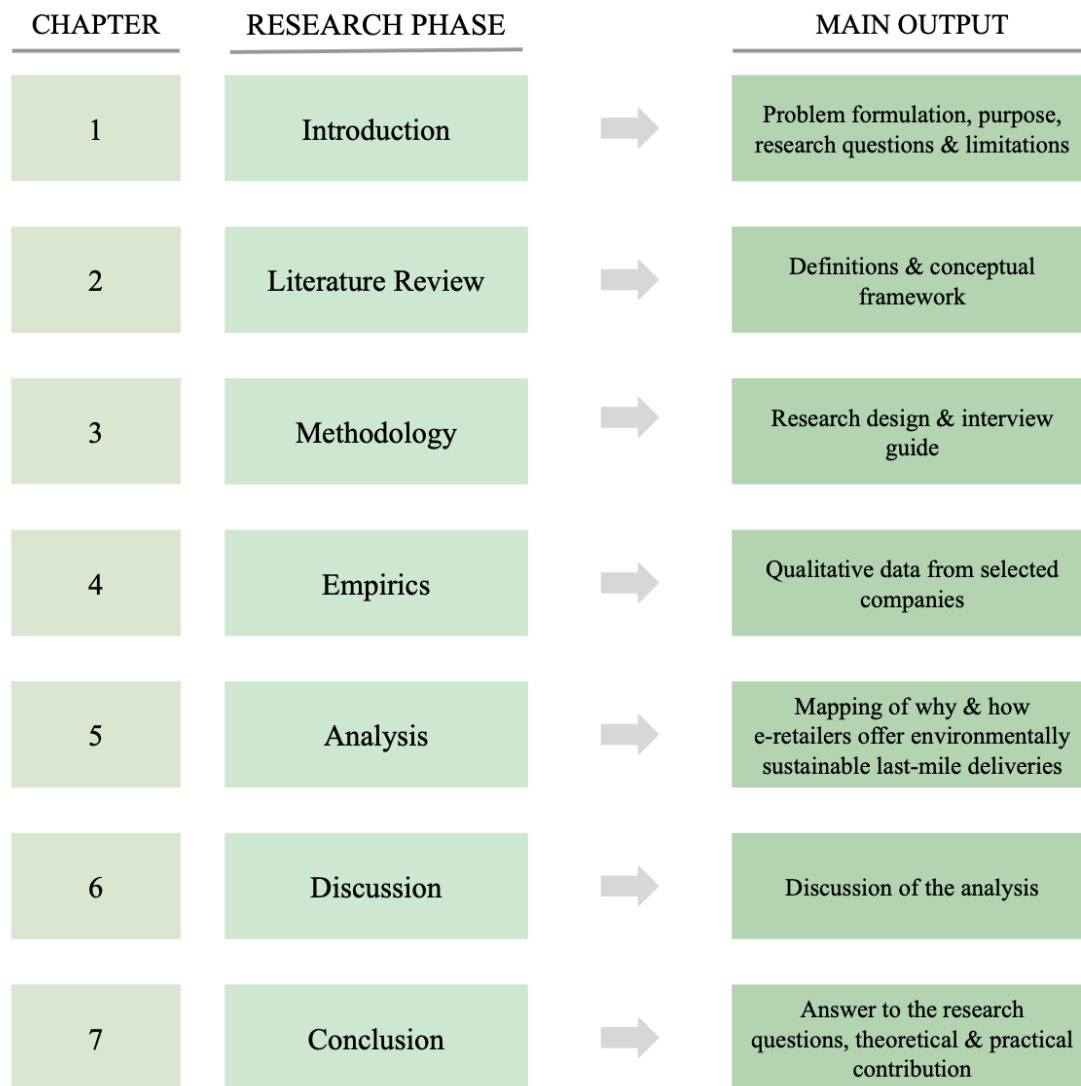 CHAPTER RESEARCH PHASE MAIN OUTPUT
1 Introduction Problem formulation, purpose,
research questions & limitations
2 Literature Review Definitions & conceptual
framework
3 Methodology Research design & interview
guide
4 Empirics Qualitative data from selected
companies
5 Analysis Mapping of why & how
e-retailers offer environmentally
sustainable last-mile deliveries
6 Discussion Discussion of the analysis
7 Conclusion Answer to the research
questions, theoretical & practical
contribution